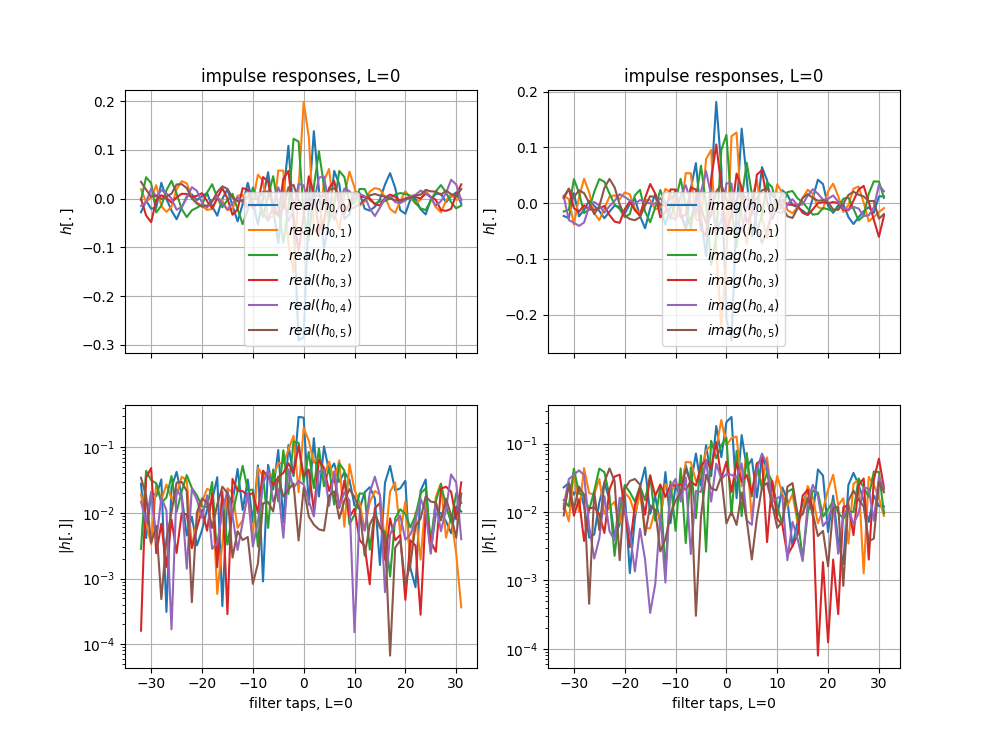 impulse responses, L=0
0.2
0.1
0.0
−0.1
−0.2
−0.3
h[.]
real(h0,0)
real(h0,1)
real(h0,2)
real(h0,3)
real(h0,4)
real(h0,5)
impulse responses, L=0
0.2
0.1
0.0
−0.1
−0.2
h[.]
imag(h0,0)
imag(h0,1)
imag(h0,2)
imag(h0,3)
imag(h0,4)
imag(h0,5)
10−1
10−2
10−3
10−4
|h[.]|
−30 −20 −10 0 10 20 30
filter taps, L=0
10−1
10−2
10−3
10−4
|h[.]|
−30 −20 −10 0 10 20 30
filter taps, L=0